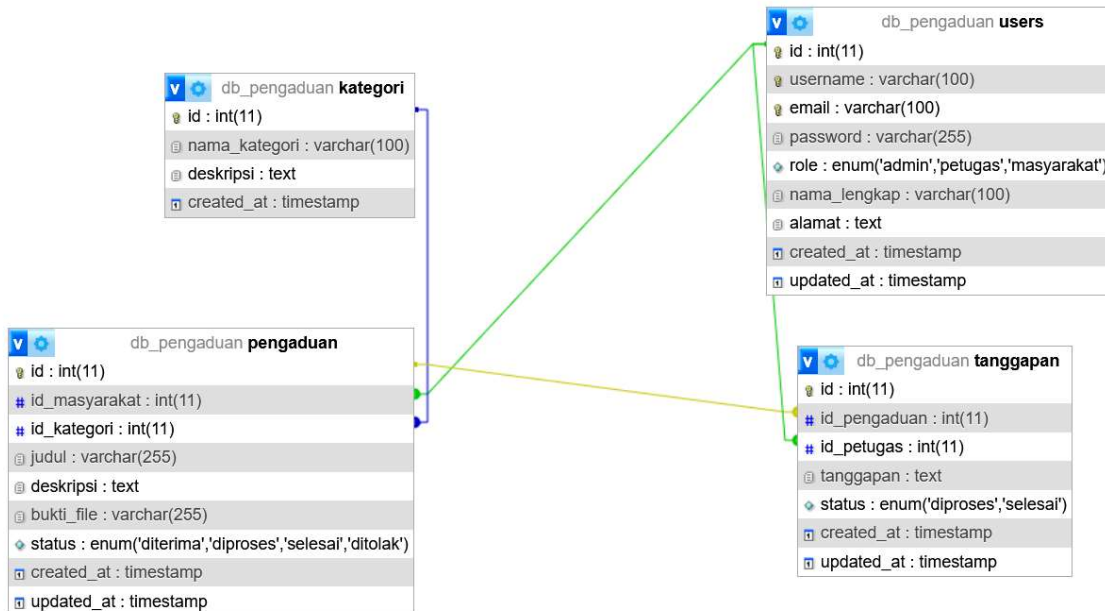 db_pengaduan users
id : int(11)
username : varchar(100)
email : varchar(100)
password : varchar(255)
role : enum('admin','petugas','masyarakat')
nama_lengkap : varchar(100)
alamat : text
created_at : timestamp
updated_at : timestamp
db_pengaduan kategori
id : int(11)
nama_kategori : varchar(100)
deskripsi : text
created_at : timestamp
db_pengaduan pengaduan
id : int(11)
# id_masyarakat : int(11)
# id_kategori : int(11)
judul : varchar(255)
deskripsi : text
bukti_file : varchar(255)
status : enum('diterima','diproses','selesai','ditolak')
created_at : timestamp
updated_at : timestamp
db_pengaduan tanggapan
id : int(11)
# id_pengaduan : int(11)
# id_petugas : int(11)
tanggapan : text
status : enum('diproses','selesai')
created_at : timestamp
updated_at : timestamp